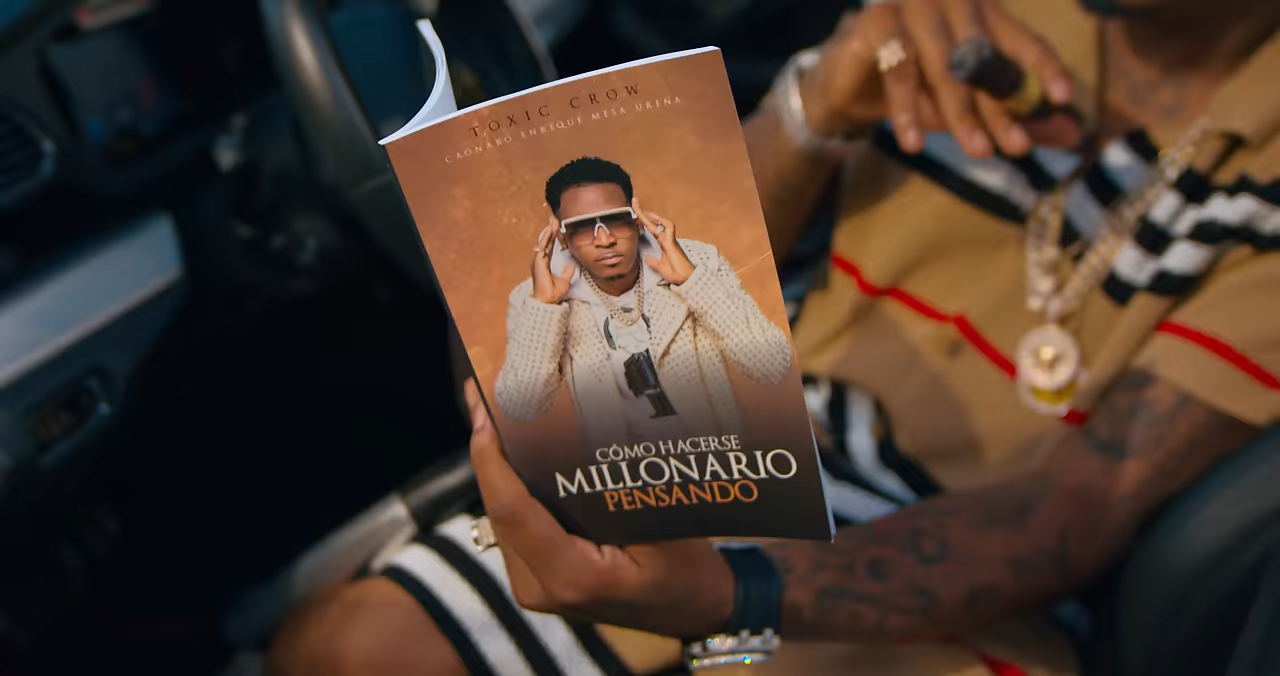 TOXIC CROW
CAONABO ENRIQUE MESA UREÑA
CÓMO HACERSE
MILLONARIO
PENSANDO